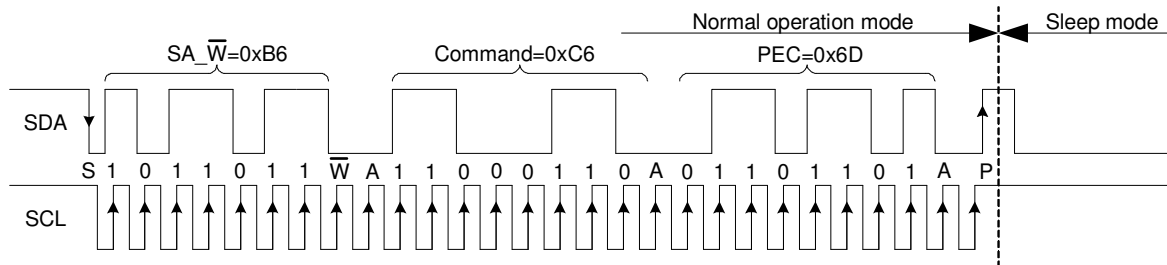 Normal operation mode Sleep mode
SA_W̅=0xB6 Command=0xC6 PEC=0x6D
SDA
S 1 0 1 1 0 1 1 W̅ A 1 1 0 0 0 1 1 0 A 0 1 1 0 1 1 0 1 A P
SCL